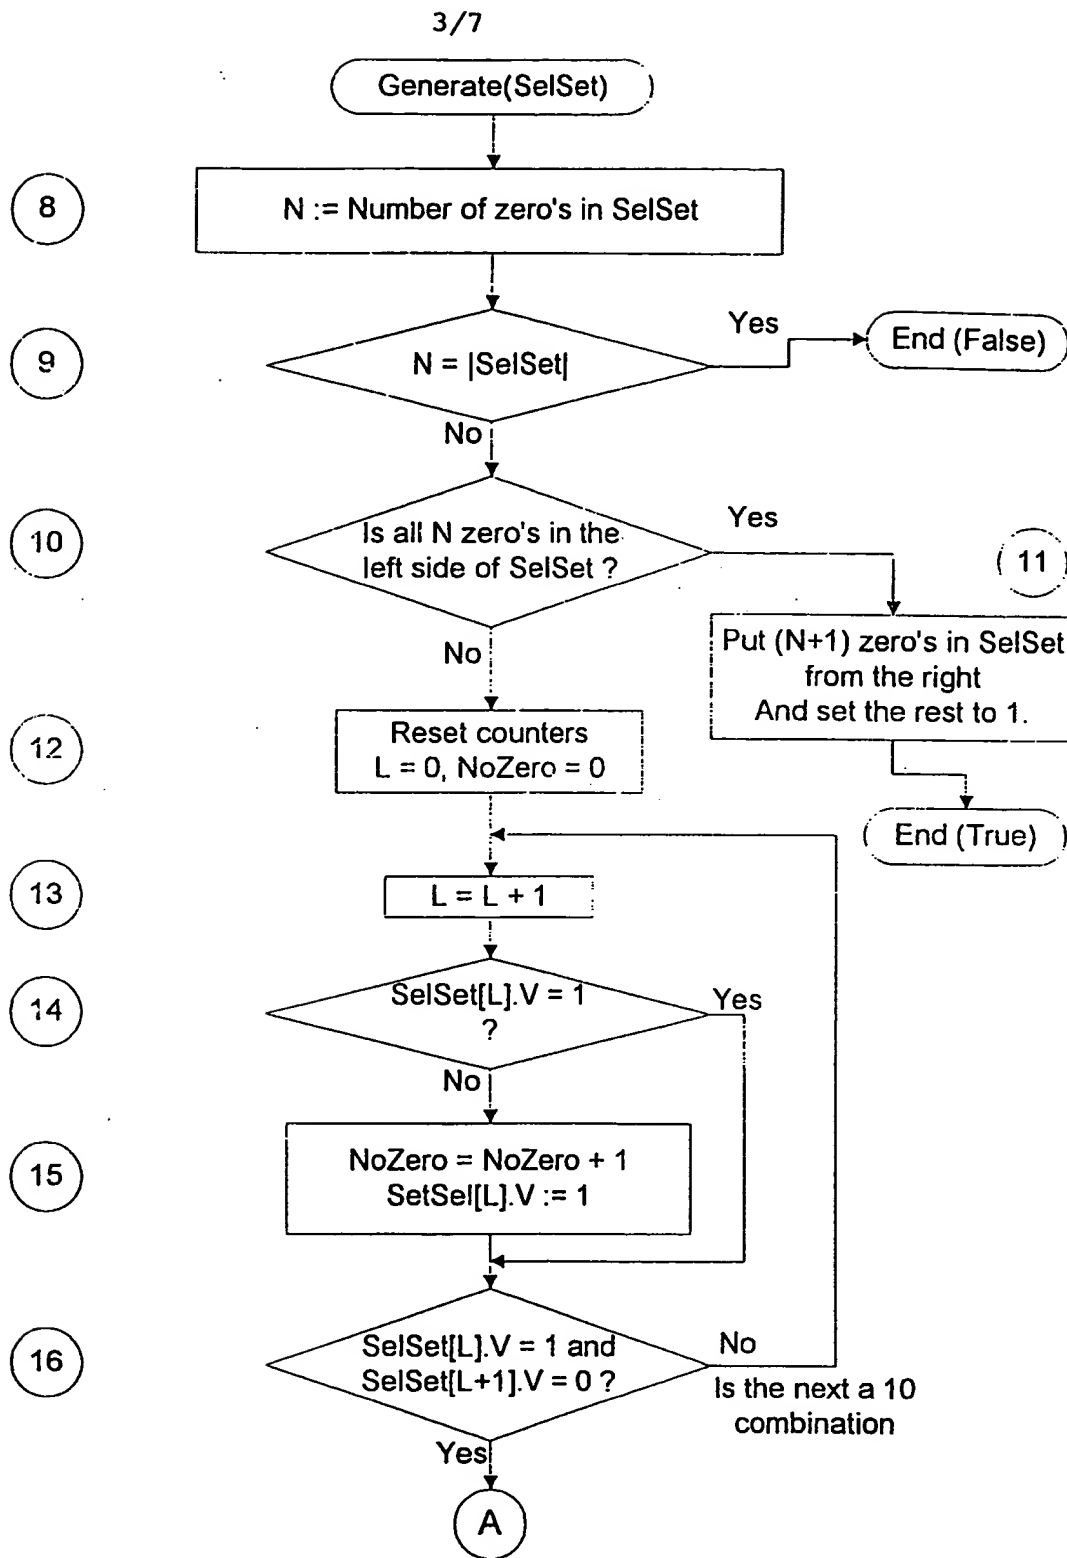 3/7
Generate(SelSet)
8
N := Number of zero's in SelSet
9
N = |SelSet|
Yes
End (False)
No
10
Is all N zero's in the
left side of SelSet ?
Yes
11
No
Put (N+1) zero's in SelSet
from the right
And set the rest to 1.
12
Reset counters
L = 0, NoZero = 0
End (True)
13
L = L + 1
14
SelSet[L].V = 1
?
Yes
No
15
NoZero = NoZero + 1
SetSel[L].V := 1
16
SelSet[L].V = 1 and
SelSet[L+1].V = 0 ?
No
Is the next a 10
combination
Yes
A